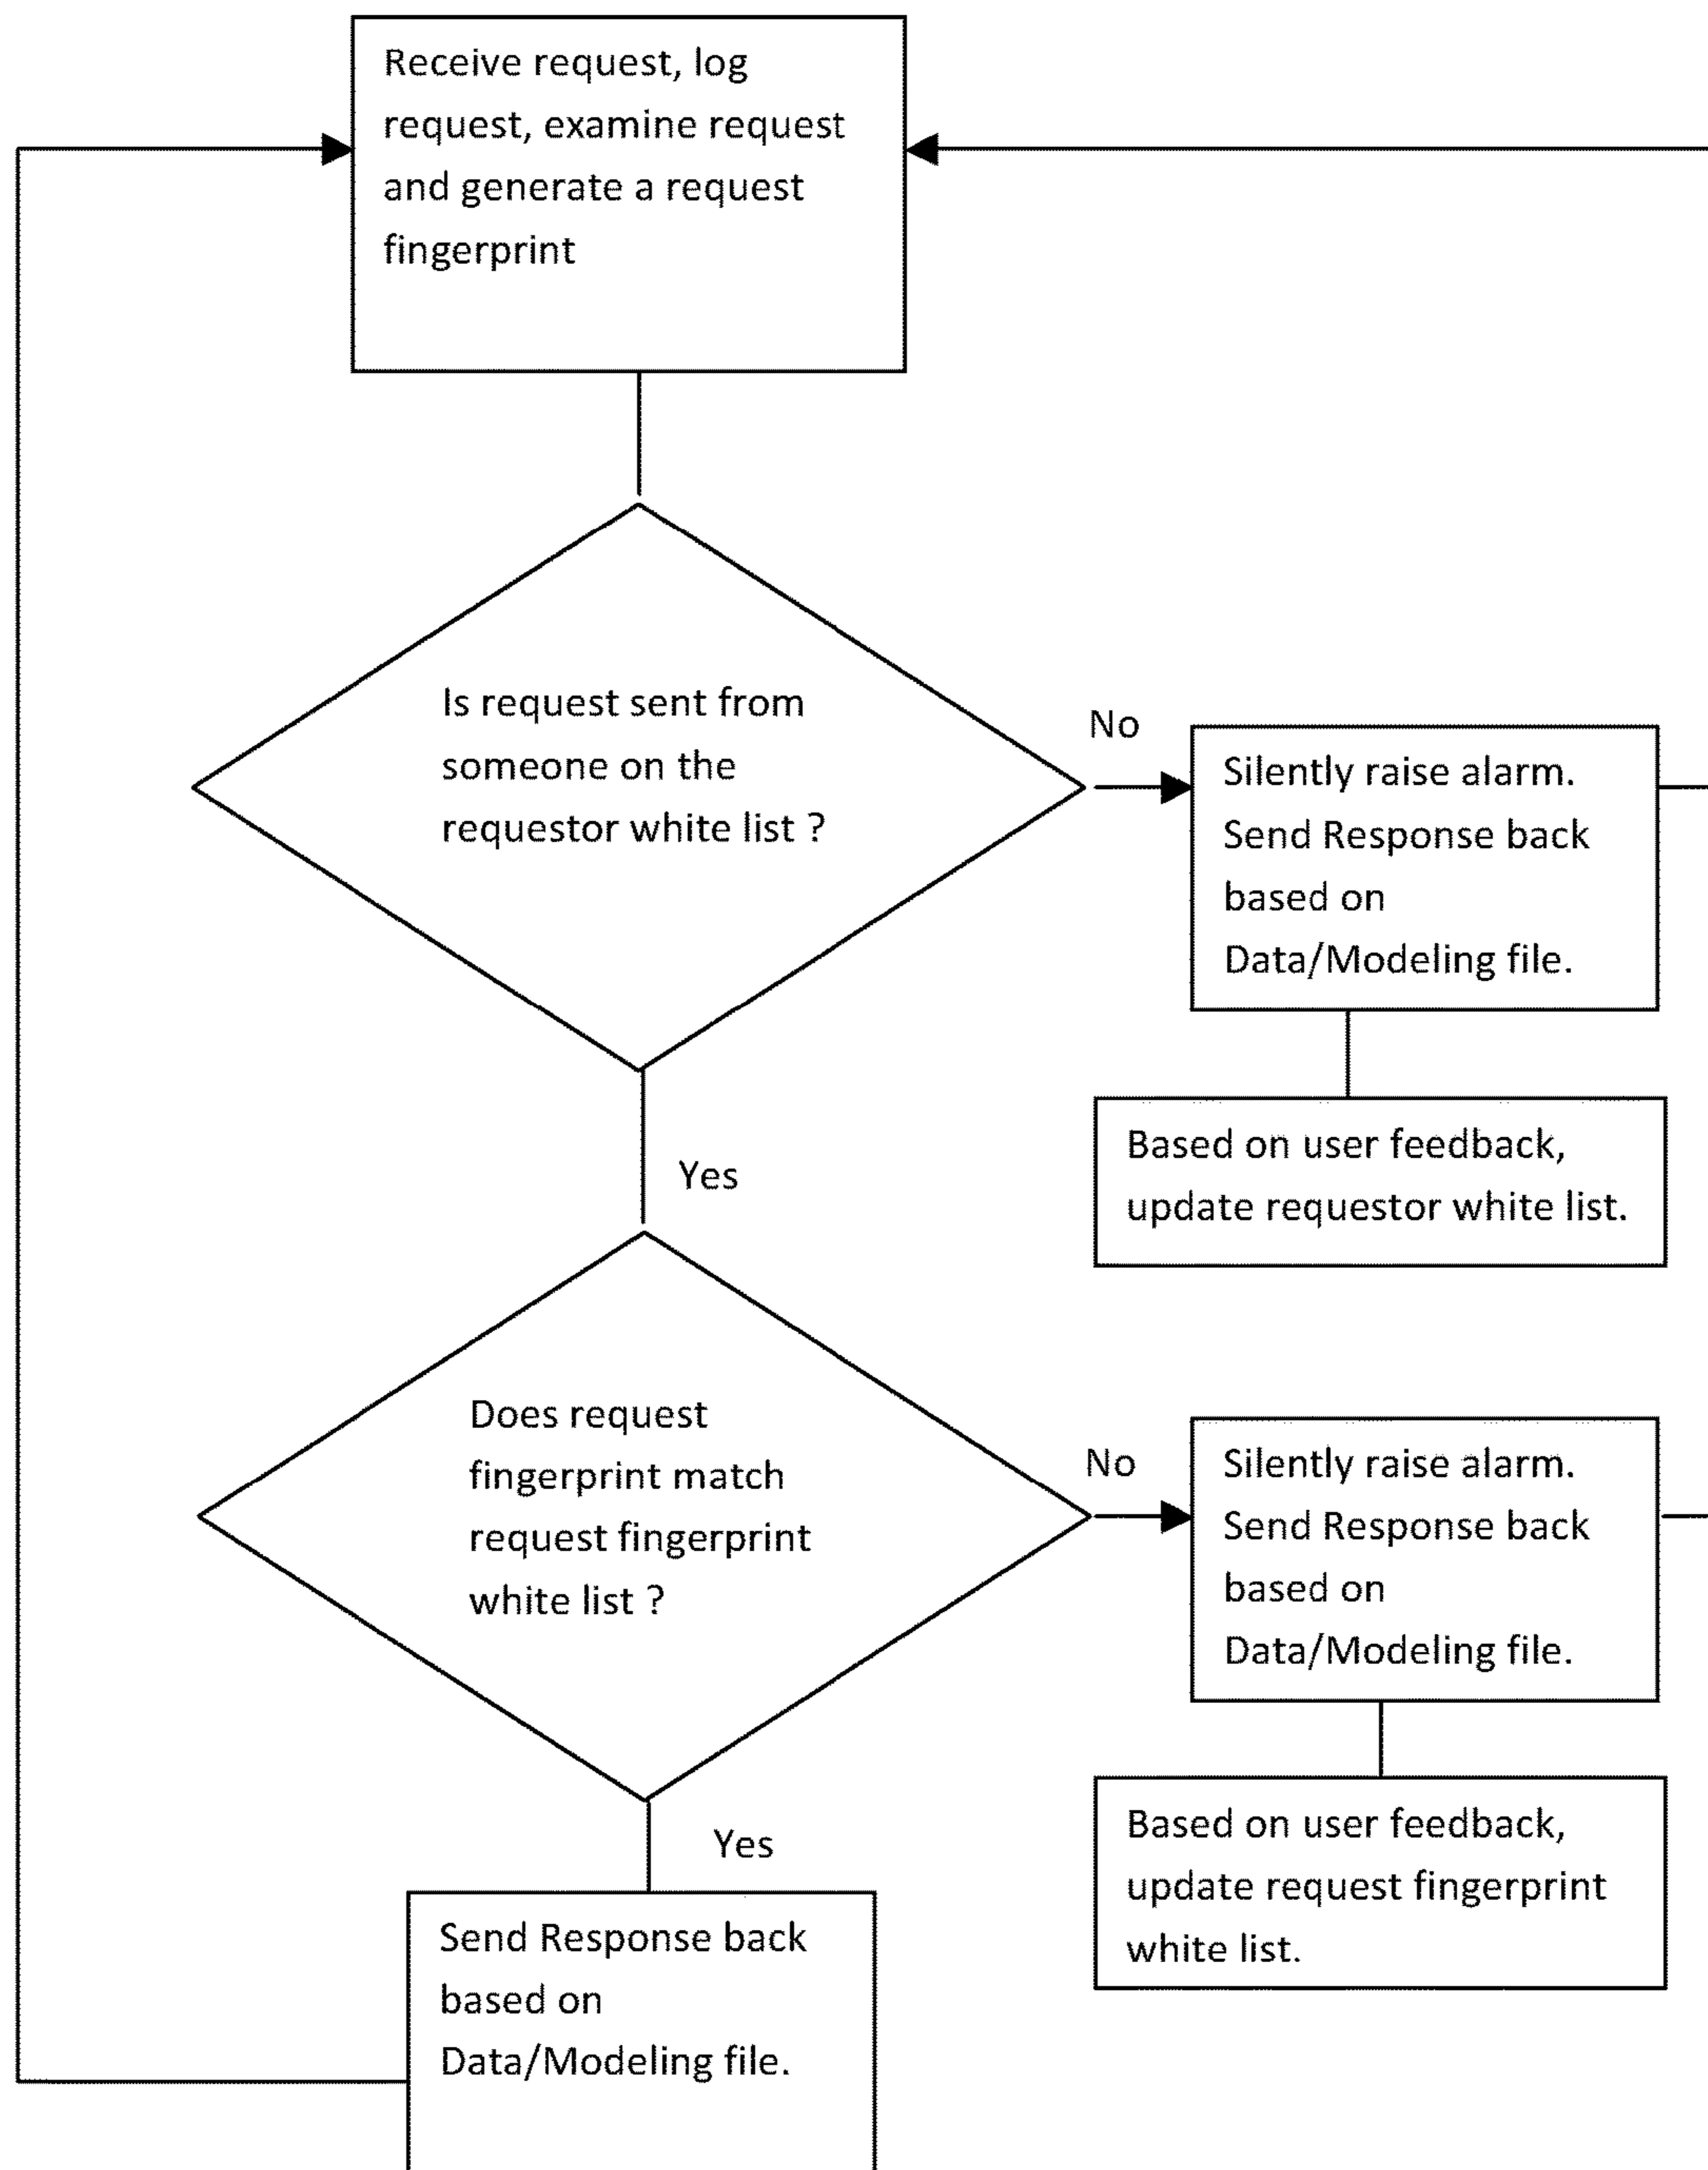 Receive request, log
request, examine request
and generate a request
fingerprint
Is request sent from
someone on the
requestor white list ?
No
Silently raise alarm.
Send Response back
based on
Data/Modeling file.
Based on user feedback,
update requestor white list.
Yes
Does request
fingerprint match
request fingerprint
white list ?
No
Silently raise alarm.
Send Response back
based on
Data/Modeling file.
Based on user feedback,
update request fingerprint
white list.
Yes
Send Response back
based on
Data/Modeling file.